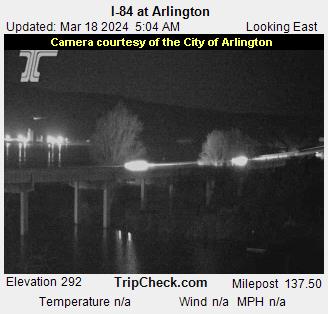 I-84 at Arlington
Updated: Mar 18 2024 5:04 AM Looking East
Camera courtesy of the City of Arlington
Elevation 292 TripCheck.com Milepost 137.50
Temperature n/a Wind n/a MPH n/a